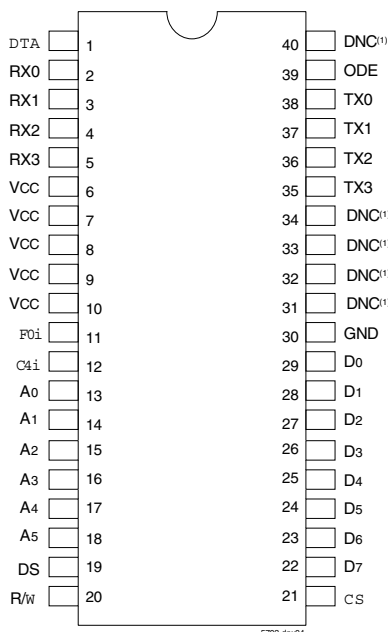 DTA 1 40 DNC(1)
RX0 2 39 ODE
RX1 3 38 TX0
RX2 4 37 TX1
RX3 5 36 TX2
VCC 6 35 TX3
VCC 7 34 DNC(1)
VCC 8 33 DNC(1)
VCC 9 32 DNC(1)
VCC 10 31 DNC(1)
F0i 11 30 GND
C4i 12 29 D0
A0 13 28 D1
A1 14 27 D2
A2 15 26 D3
A3 16 25 D4
A4 17 24 D5
A5 18 23 D6
DS 19 22 D7
R/W 20 21 CS